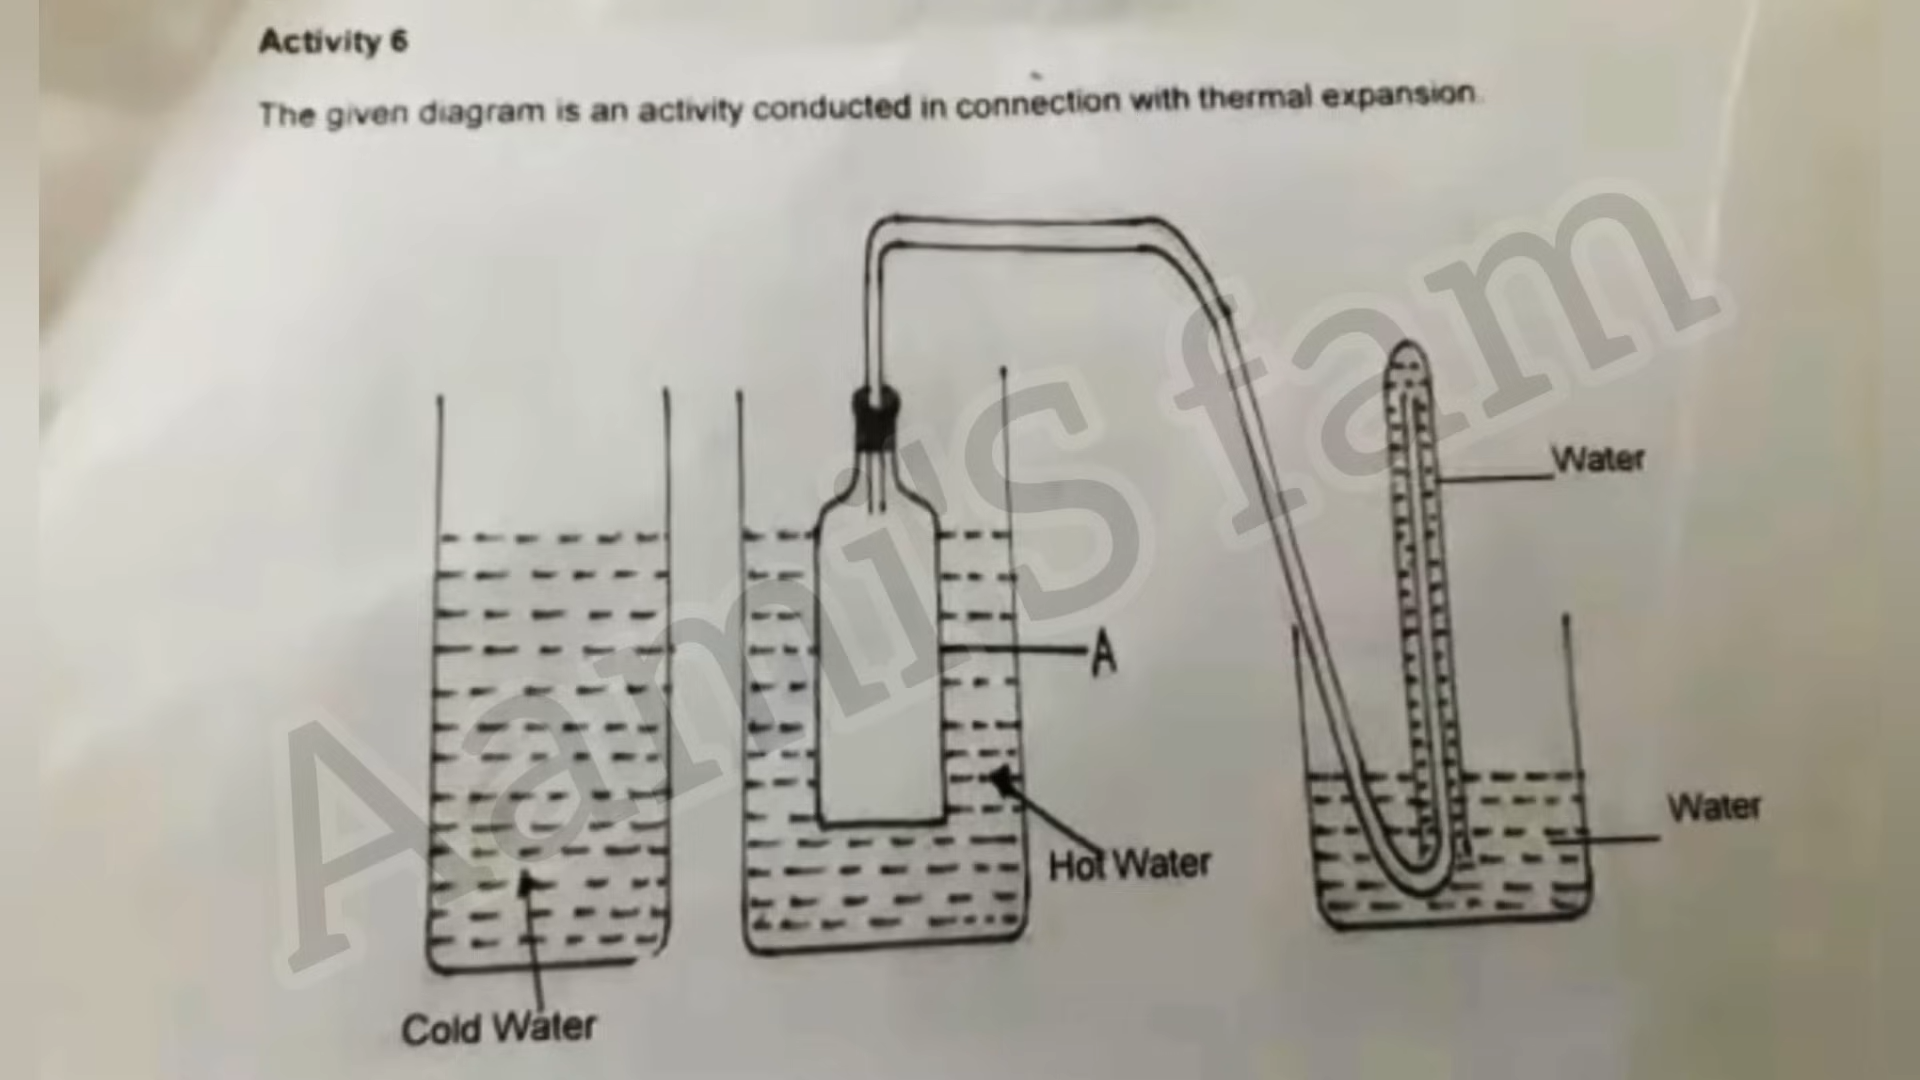 Activity 6
The given diagram is an activity conducted in connection with thermal expansion.
Aami'S fam
Water
A
Water
Hot Water
Cold Water